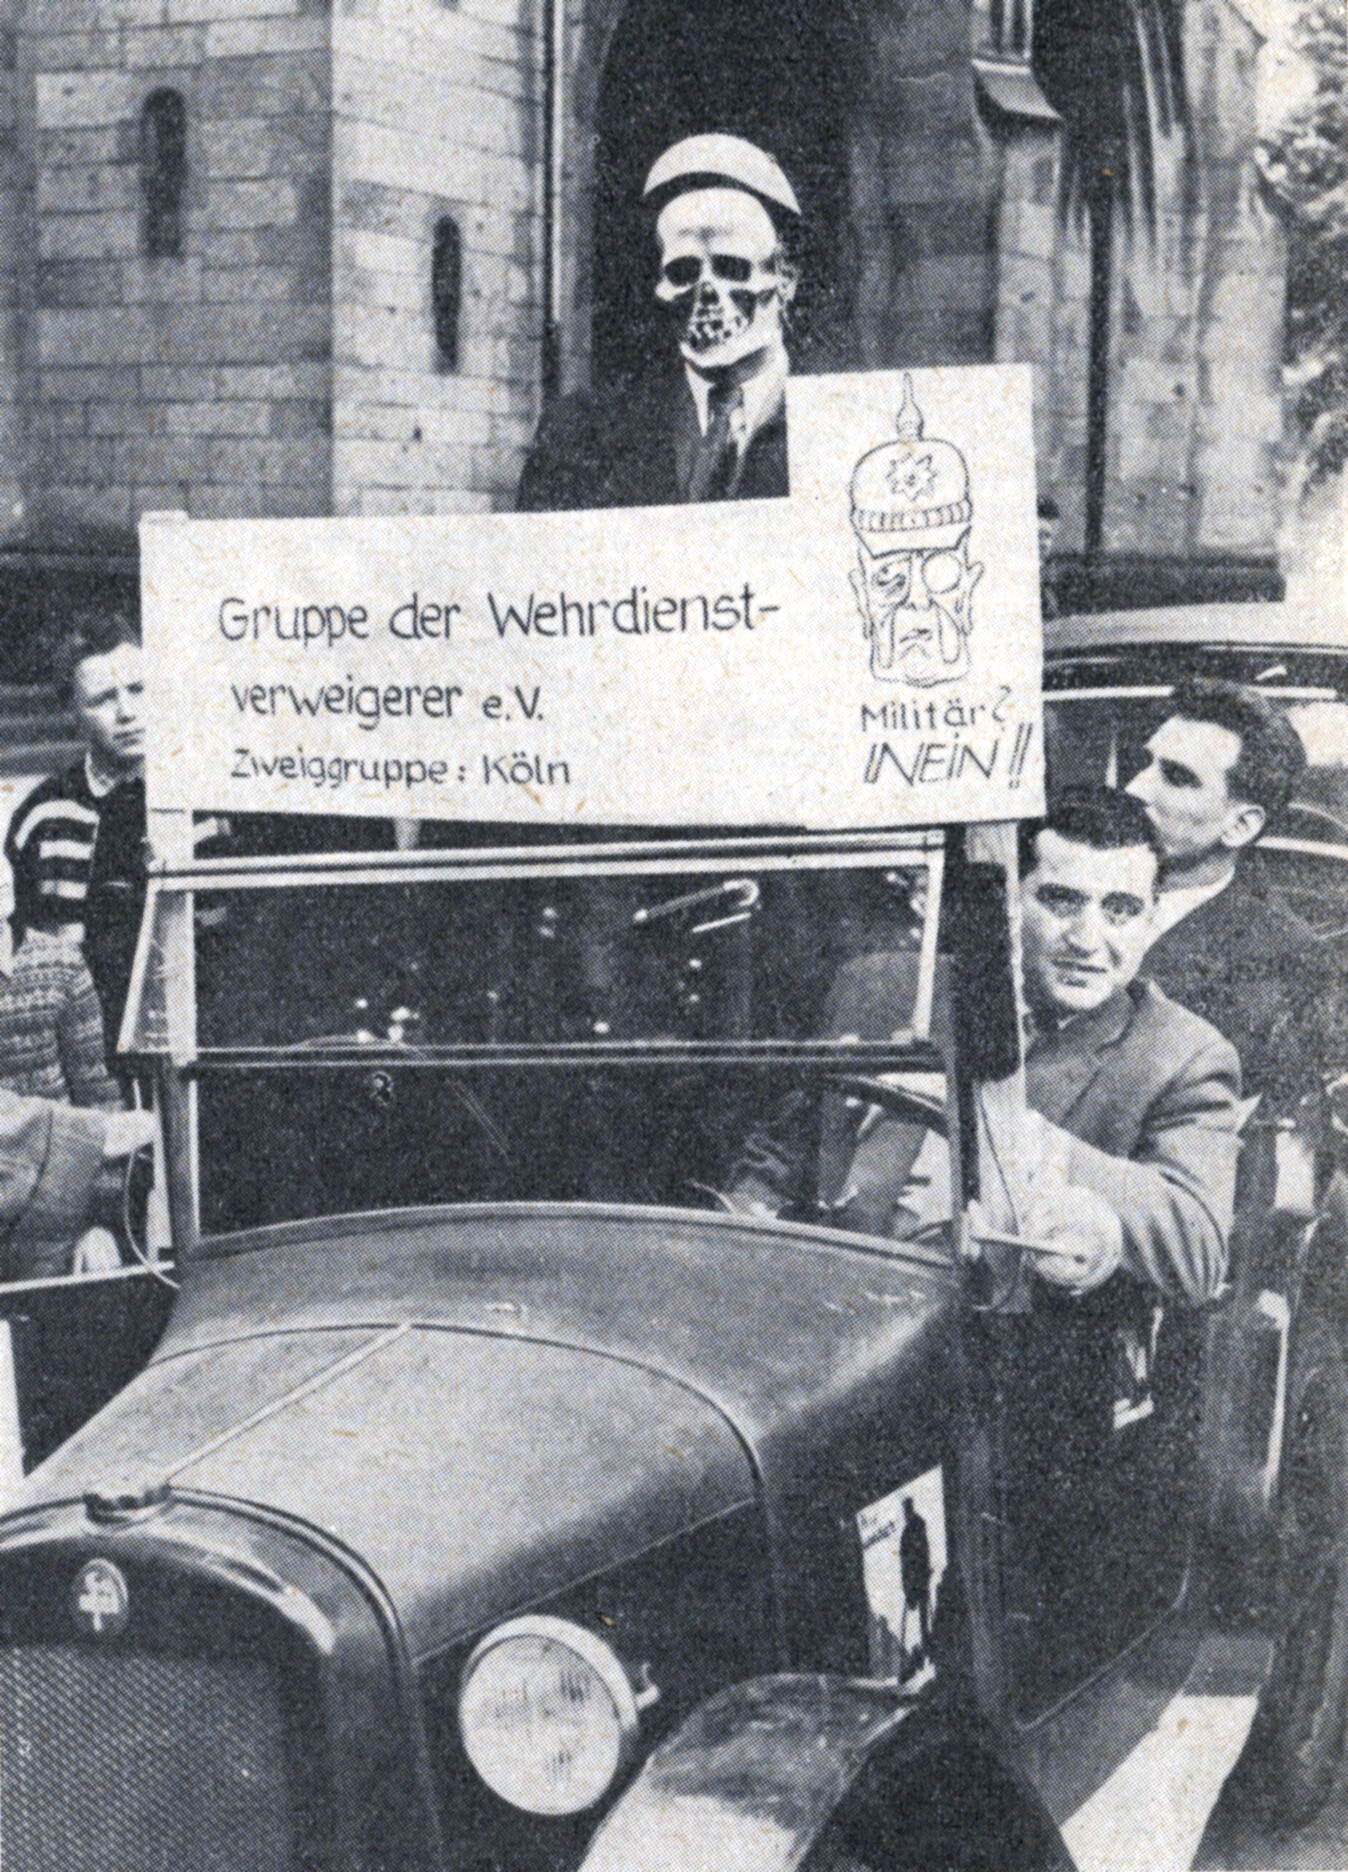 Gruppe der Wehrdienst-
verweigerer e.V.
Zweiggruppe: Köln
Militär?
NEIN!!